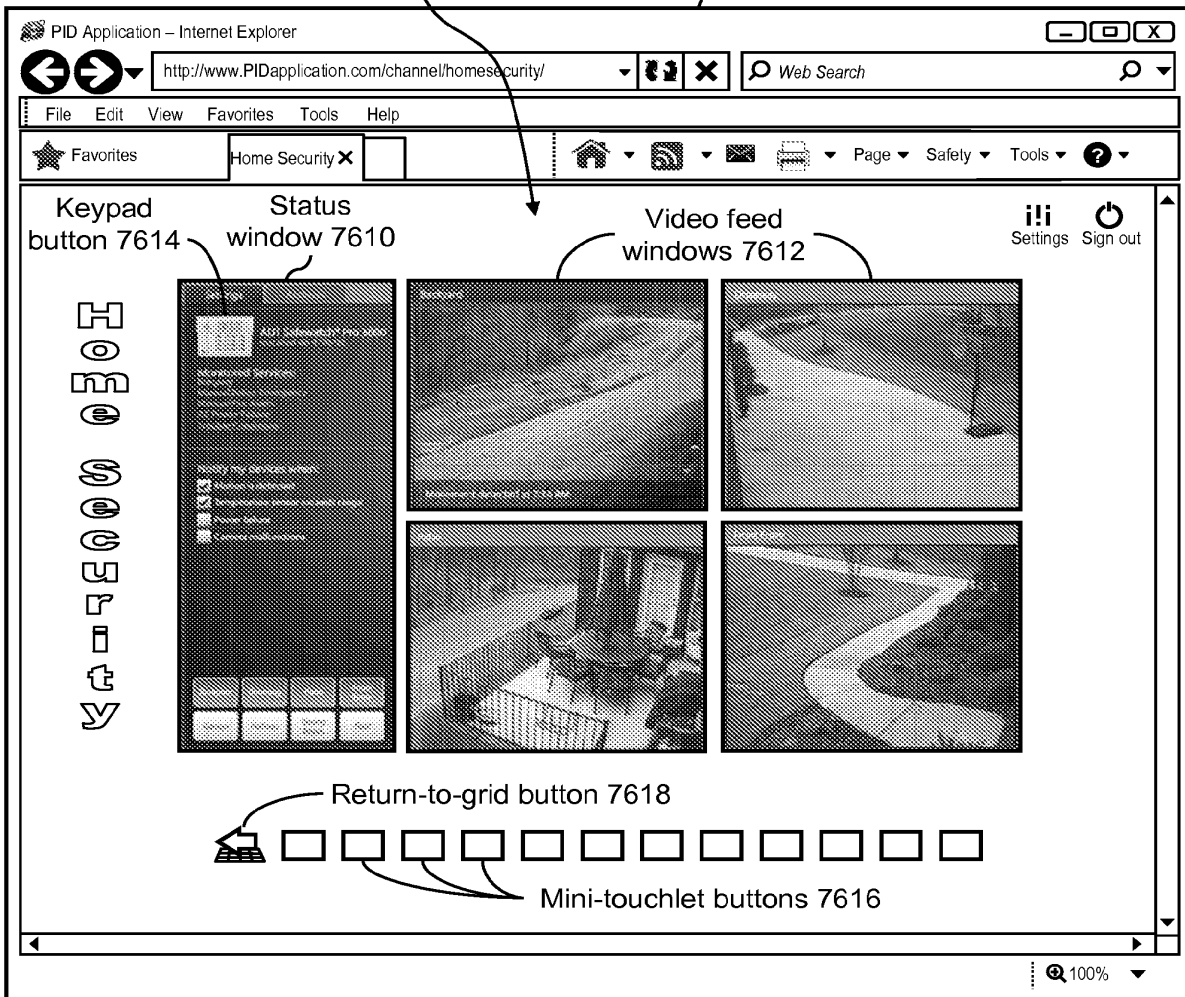 PID Application – Internet Explorer
http://www.PIDapplication.com/channel/homesecurity/
Web Search
File Edit View Favorites Tools Help
Favorites
Home Security
Page Safety Tools
Keypad
button 7614
Status
window 7610
Video feed
windows 7612
Settings Sign out
Home Security
Return-to-grid button 7618
Mini-touchlet buttons 7616
100%